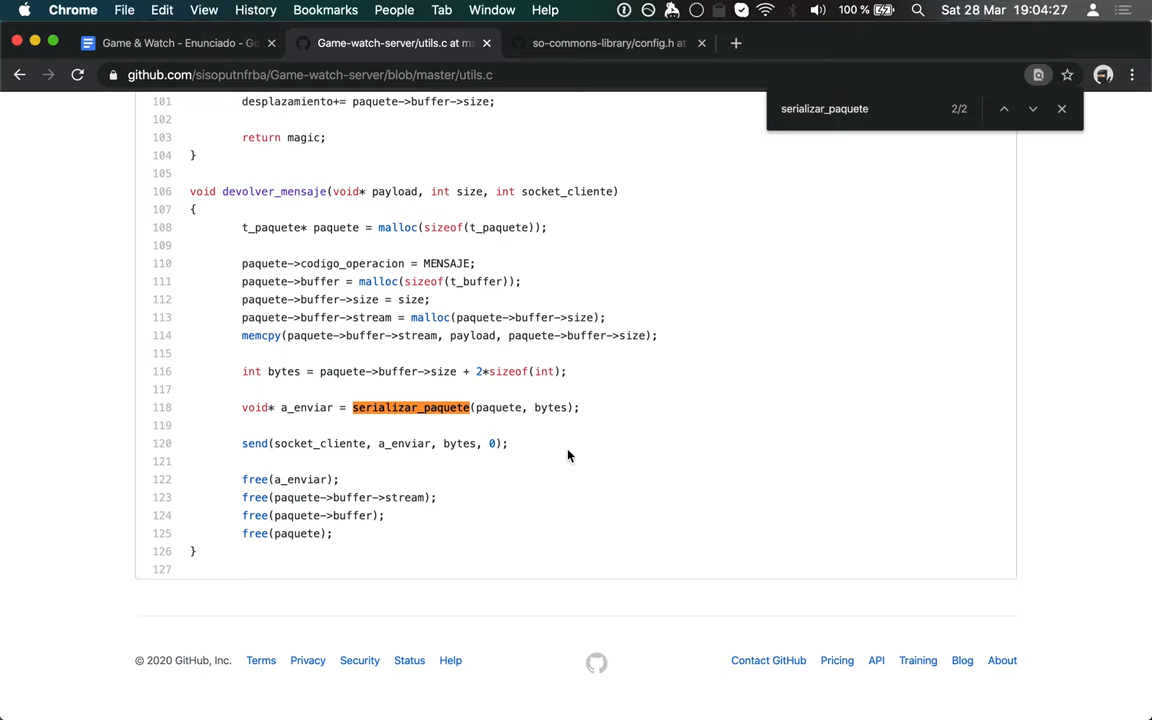 Chrome File Edit View History Bookmarks People Tab Window Help 100 % Sat 28 Mar 19:04:27
Game & Watch - Enunciado - Go Game-watch-server/utils.c at ma so-commons-library/config.h at
github.com/sisoputnfrba/Game-watch-server/blob/master/utils.c
serializar_paquete 2/2
101 desplazamiento+= paquete->buffer->size;
102
103 return magic;
104 }
105
106 void devolver_mensaje(void* payload, int size, int socket_cliente)
107 {
108 t_paquete* paquete = malloc(sizeof(t_paquete));
109
110 paquete->codigo_operacion = MENSAJE;
111 paquete->buffer = malloc(sizeof(t_buffer));
112 paquete->buffer->size = size;
113 paquete->buffer->stream = malloc(paquete->buffer->size);
114 memcpy(paquete->buffer->stream, payload, paquete->buffer->size);
115
116 int bytes = paquete->buffer->size + 2*sizeof(int);
117
118 void* a_enviar = serializar_paquete(paquete, bytes);
119
120 send(socket_cliente, a_enviar, bytes, 0);
121
122 free(a_enviar);
123 free(paquete->buffer->stream);
124 free(paquete->buffer);
125 free(paquete);
126 }
127
© 2020 GitHub, Inc. Terms Privacy Security Status Help Contact GitHub Pricing API Training Blog About